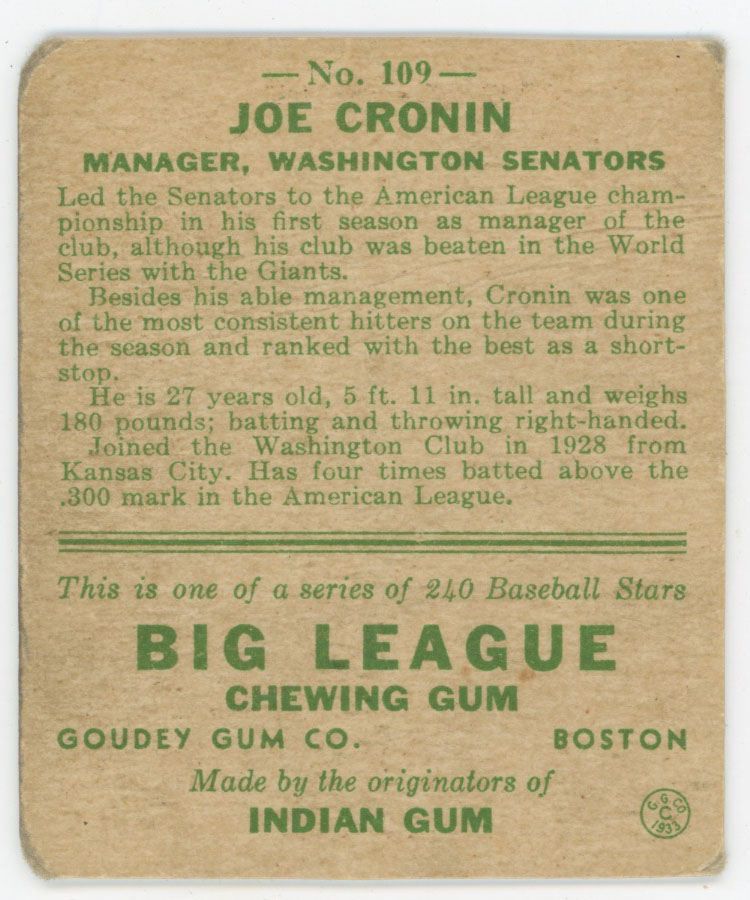 — No. 109 —
JOE CRONIN
MANAGER, WASHINGTON SENATORS
Led the Senators to the American League cham-
pionship in his first season as manager of the
club, although his club was beaten in the World
Series with the Giants.
Besides his able management, Cronin was one
of the most consistent hitters on the team during
the season and ranked with the best as a short-
stop.
He is 27 years old, 5 ft. 11 in. tall and weighs
180 pounds; batting and throwing right-handed.
Joined the Washington Club in 1928 from
Kansas City. Has four times batted above the
.300 mark in the American League.
This is one of a series of 240 Baseball Stars
BIG LEAGUE
CHEWING GUM
GOUDEY GUM CO. BOSTON
Made by the originators of
INDIAN GUM
G. G. CO
C
1933